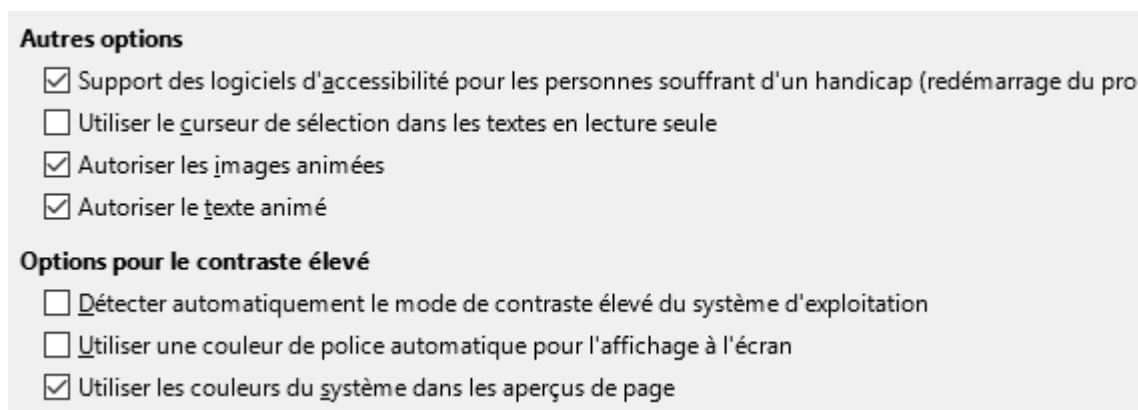 Autres options
Support des logiciels d'accessibilité pour les personnes souffrant d'un handicap (redémarrage du pro
Utiliser le curseur de sélection dans les textes en lecture seule
Autoriser les images animées
Autoriser le texte animé
Options pour le contraste élevé
Détecter automatiquement le mode de contraste élevé du système d'exploitation
Utiliser une couleur de police automatique pour l'affichage à l'écran
Utiliser les couleurs du système dans les aperçus de page